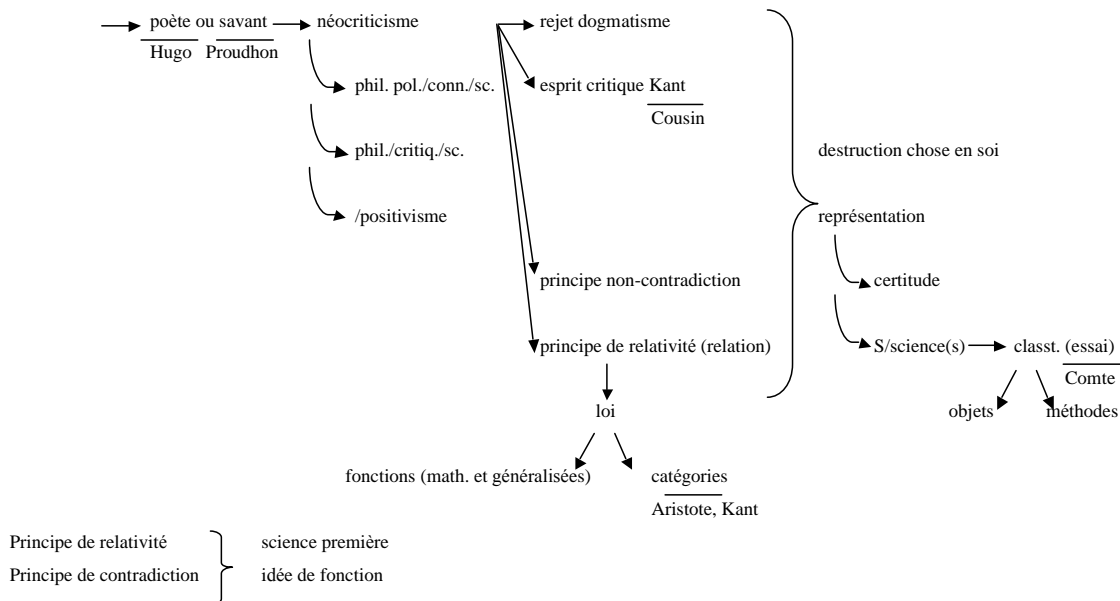 poète ou savant néocriticisme rejet dogmatisme
Hugo Proudhon
phil. pol./conn./sc. esprit critique Kant
Cousin
phil./critiq./sc. destruction chose en soi
/positivisme représentation
principe non-contradiction certitude
principe de relativité (relation) S/science(s) classt. (essai)
Comte
loi objets méthodes
fonctions (math. et généralisées) catégories
Aristote, Kant
Principe de relativité science première
Principe de contradiction idée de fonction